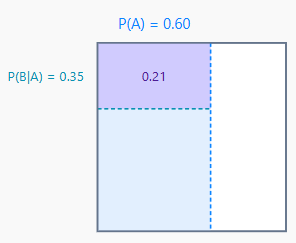 P(A) = 0.60
P(B|A) = 0.35
0.21